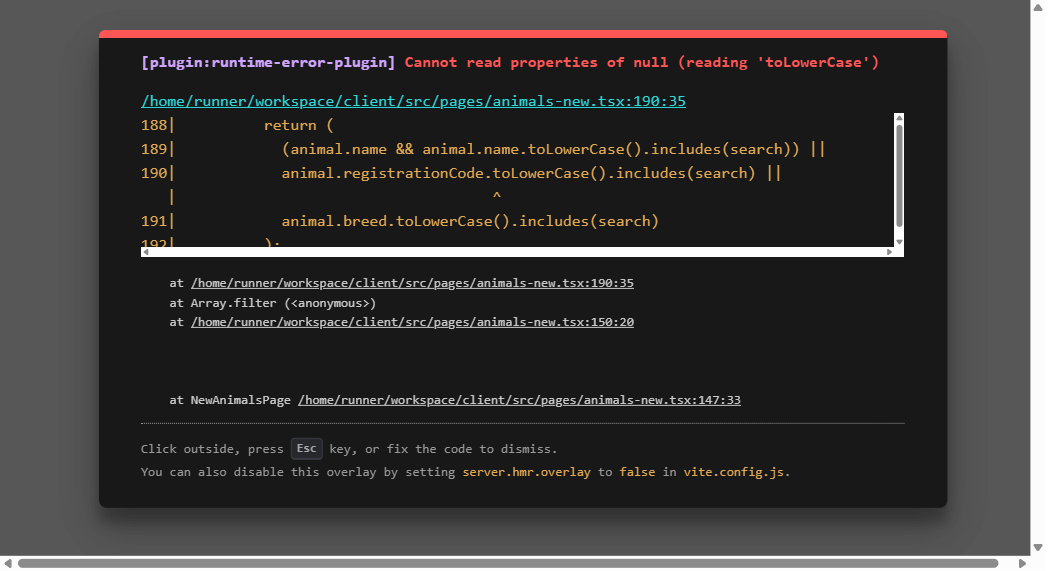 [plugin:runtime-error-plugin] Cannot read properties of null (reading 'toLowerCase')
/home/runner/workspace/client/src/pages/animals-new.tsx:190:35
188|          return (
189|            (animal.name && animal.name.toLowerCase().includes(search)) ||
190|            animal.registrationCode.toLowerCase().includes(search) ||
   |                                    ^
191|            animal.breed.toLowerCase().includes(search)
192|          );
at /home/runner/workspace/client/src/pages/animals-new.tsx:190:35
at Array.filter (<anonymous>)
at /home/runner/workspace/client/src/pages/animals-new.tsx:150:20
at NewAnimalsPage /home/runner/workspace/client/src/pages/animals-new.tsx:147:33
Click outside, press Esc key, or fix the code to dismiss.
You can also disable this overlay by setting server.hmr.overlay to false in vite.config.js.